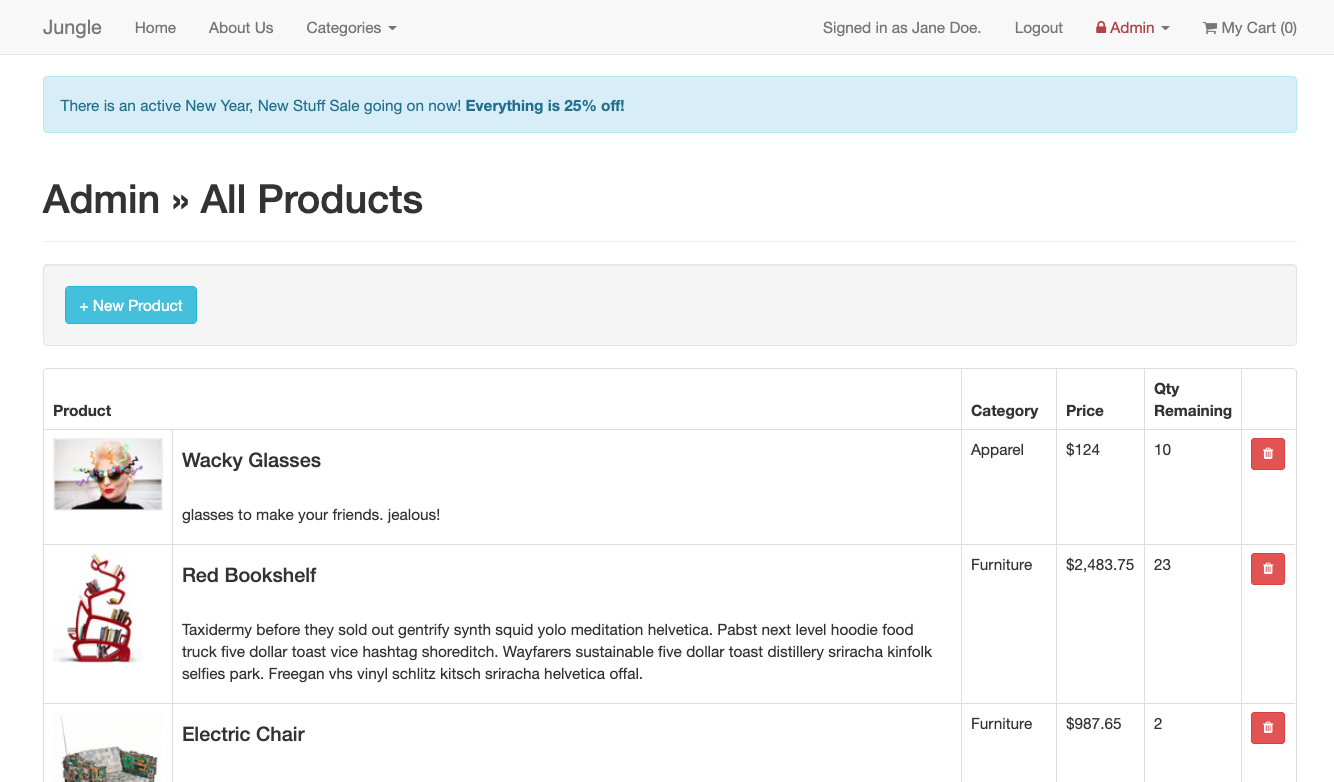 Jungle Home About Us Categories Signed in as Jane Doe. Logout Admin My Cart (0)
There is an active New Year, New Stuff Sale going on now! Everything is 25% off!
Admin » All Products
+ New Product
Product Category Price Qty Remaining
Wacky Glasses Apparel $124 10
glasses to make your friends. jealous!
Red Bookshelf Furniture $2,483.75 23
Taxidermy before they sold out gentrify synth squid yolo meditation helvetica. Pabst next level hoodie food
truck five dollar toast vice hashtag shoreditch. Wayfarers sustainable five dollar toast distillery sriracha kinfolk
selfies park. Freegan vhs vinyl schlitz kitsch sriracha helvetica offal.
Electric Chair Furniture $987.65 2